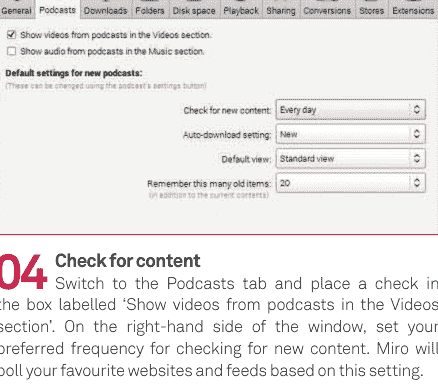 General Podcasts Downloads Folders Disk space Playback Sharing Conversions Stores Extensions
Show videos from podcasts in the Videos section.
Show audio from podcasts in the Music section.
Default settings for new podcasts:
(These can be changed using the podcast's settings button)
Check for new content: Every day
Auto-download setting: New
Default view: Standard view
Remember this many old items: 20
(in addition to the current contents)
04 Check for content
Switch to the Podcasts tab and place a check in
the box labelled ‘Show videos from podcasts in the Videos
section’. On the right-hand side of the window, set your
preferred frequency for checking for new content. Miro will
poll your favourite websites and feeds based on this setting.